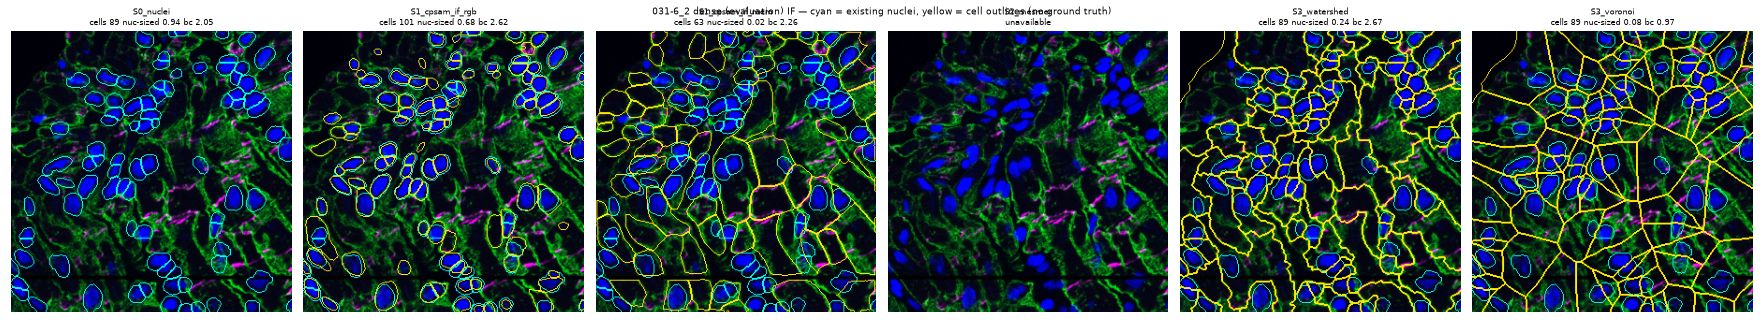 031-6_2 dense (evaluation) IF — cyan = existing nuclei, yellow = cell outlines (no ground truth)
S0_nuclei
cells 89 nuc-sized 0.94 bc 2.05
S1_cpsam_if_rgb
cells 101 nuc-sized 0.68 bc 2.62
cells 63 nuc-sized 0.02 bc 2.26
unavailable
S3_watershed
cells 89 nuc-sized 0.24 bc 2.67
S3_voronoi
cells 89 nuc-sized 0.08 bc 0.97